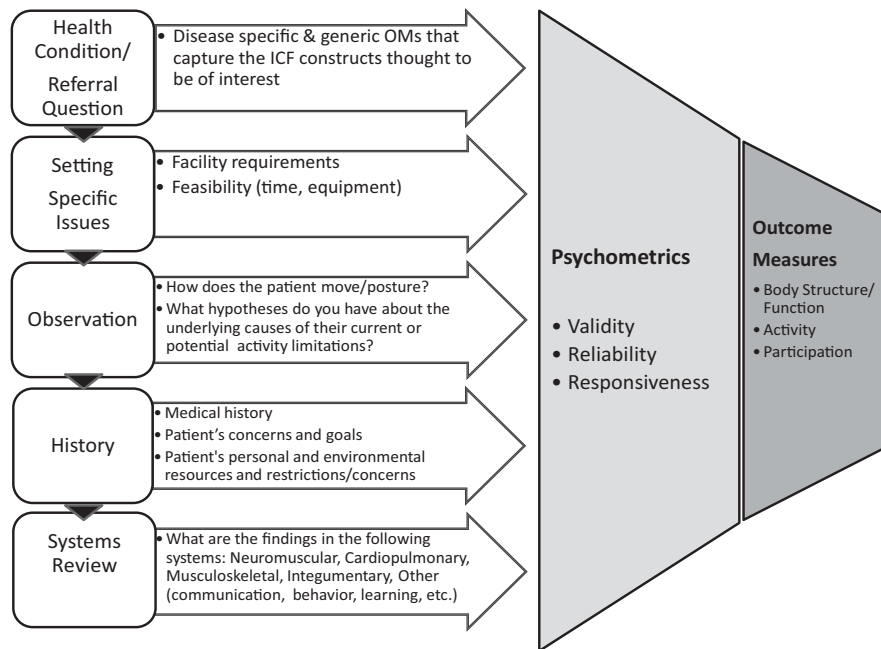 Health
Condition/
Referral
Question
• Disease specific & generic OMs that
capture the ICF constructs thought to
be of interest
Setting
Specific
Issues
• Facility requirements
• Feasibility (time, equipment)
Observation
• How does the patient move/posture?
• What hypotheses do you have about the
underlying causes of their current or
potential activity limitations?
History
• Medical history
• Patient's concerns and goals
• Patient's personal and environmental
resources and restrictions/concerns
Systems
Review
• What are the findings in the following
systems: Neuromuscular, Cardiopulmonary,
Musculoskeletal, Integumentary, Other
(communication, behavior, learning, etc.)
Psychometrics
• Validity
• Reliability
• Responsiveness
Outcome
Measures
• Body Structure/
Function
• Activity
• Participation